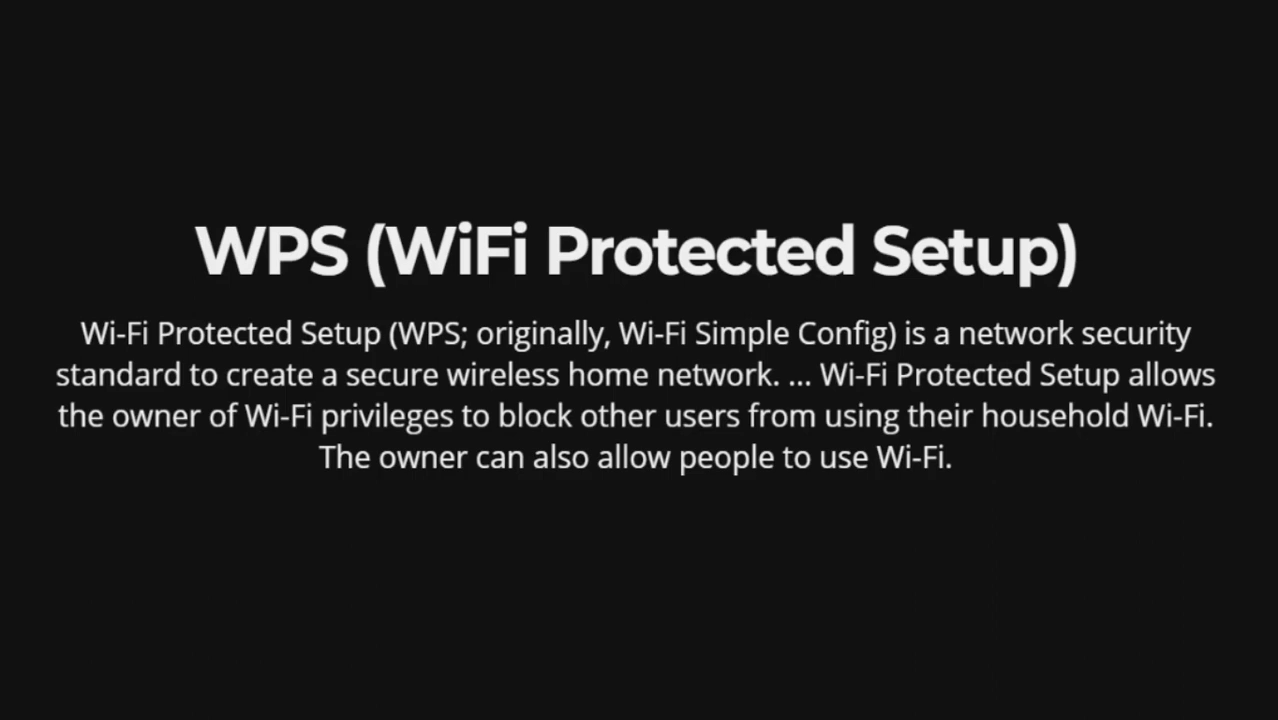 WPS (WiFi Protected Setup)
Wi-Fi Protected Setup (WPS; originally, Wi-Fi Simple Config) is a network security
standard to create a secure wireless home network. ... Wi-Fi Protected Setup allows
the owner of Wi-Fi privileges to block other users from using their household Wi-Fi.
The owner can also allow people to use Wi-Fi.